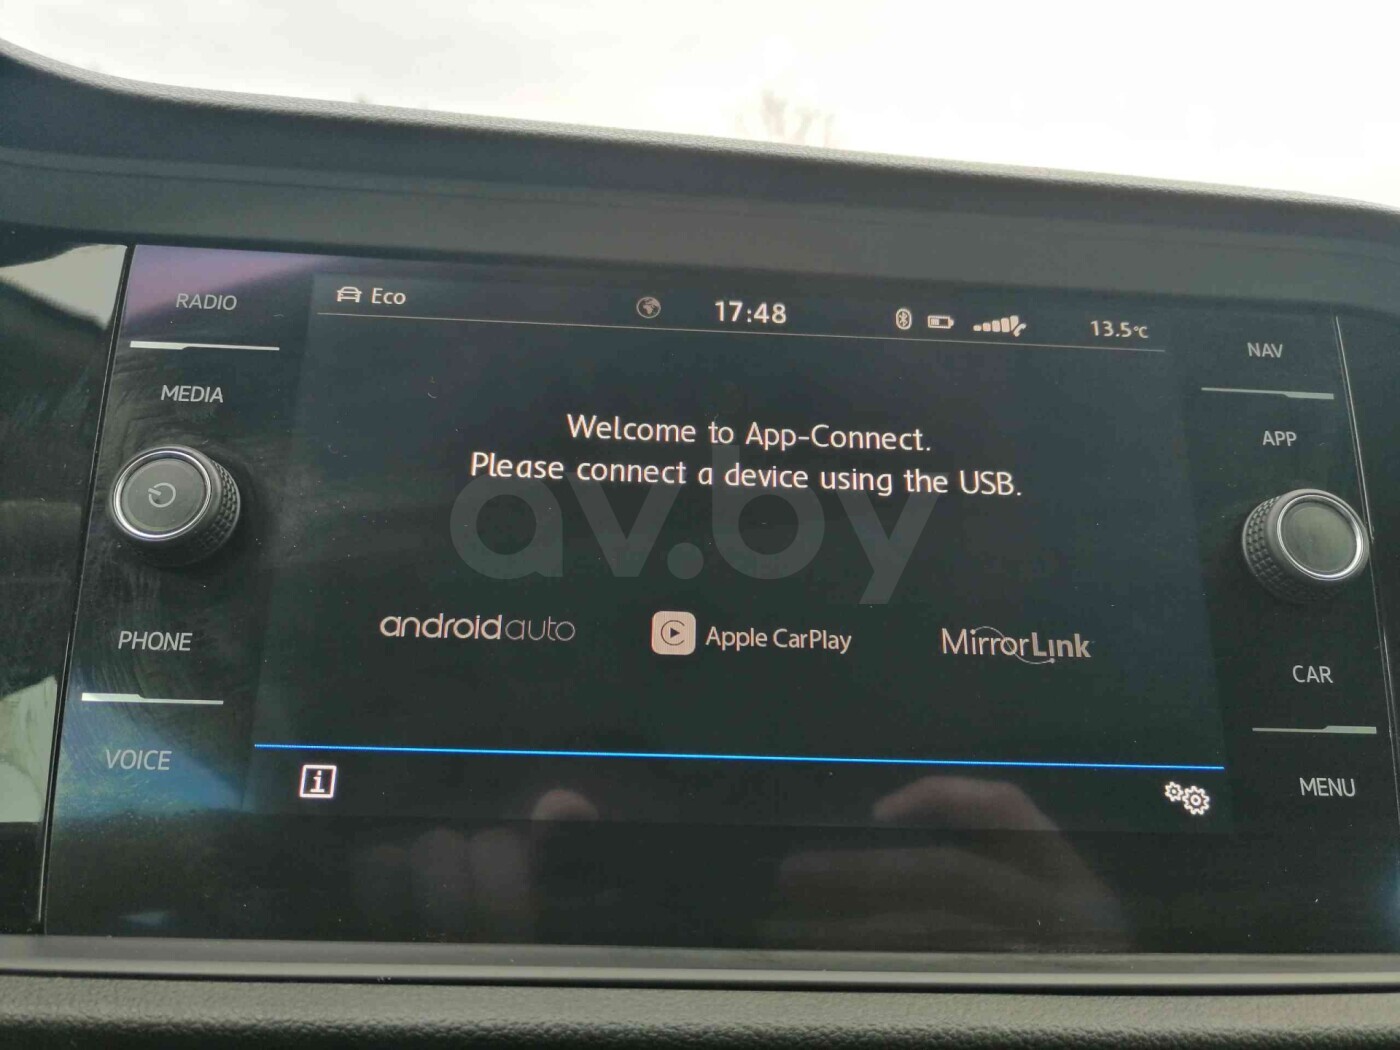 RADIO
MEDIA
PHONE
VOICE
Eco
17:48
13.5°C
Welcome to App-Connect.
Please connect a device using the USB.
av.by
androidauto
Apple CarPlay
MirrorLink
i
NAV
APP
CAR
MENU